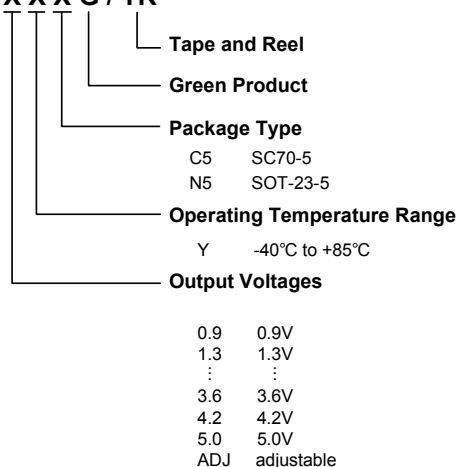 X X X G / TR
Tape and Reel
Green Product
Package Type
C5 SC70-5
N5 SOT-23-5
Operating Temperature Range
Y -40℃ to +85℃
Output Voltages
0.9 0.9V
1.3 1.3V
⋮ ⋮
3.6 3.6V
4.2 4.2V
5.0 5.0V
ADJ adjustable